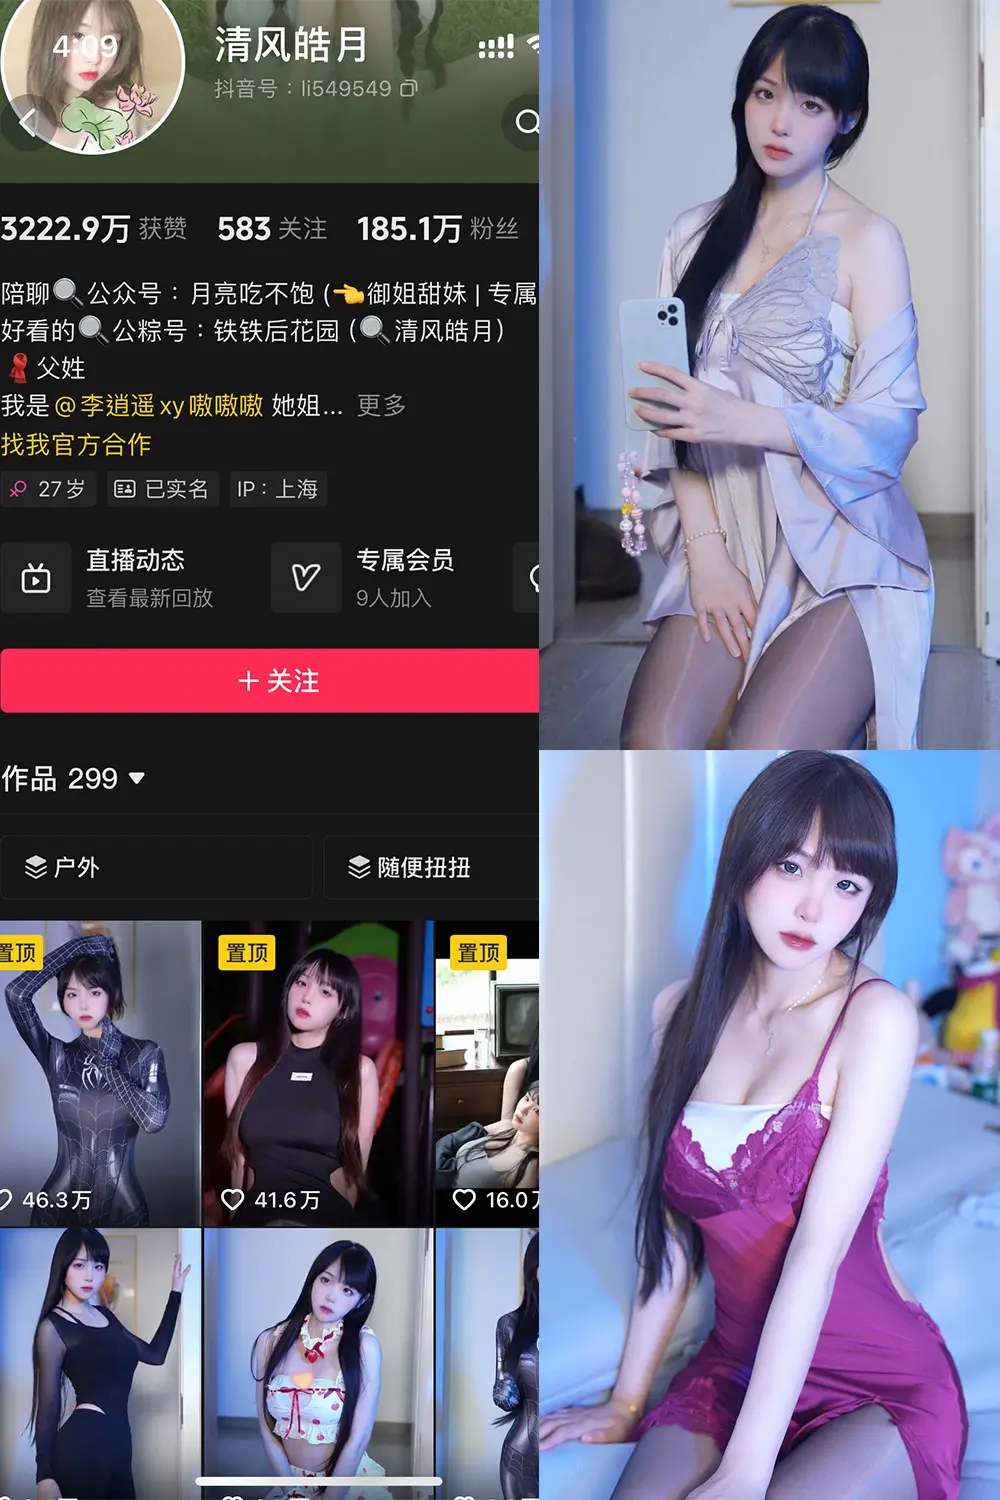 4:09
清风皓月
抖音号：li549549
3222.9万 获赞 583 关注 185.1万 粉丝
陪聊🔍公众号：月亮吃不饱 (👈御姐甜妹 | 专属
好看的🔍公粽号：铁铁后花园 (🔍清风皓月)
🧣父姓
我是@李逍遥xy嗷嗷嗷 她姐... 更多
找我官方合作
27岁 已实名 IP：上海
直播动态 专属会员
查看最新回放 9人加入
+ 关注
作品 299
户外 随便扭扭
置顶 置顶 置顶
46.3万 41.6万 16.0